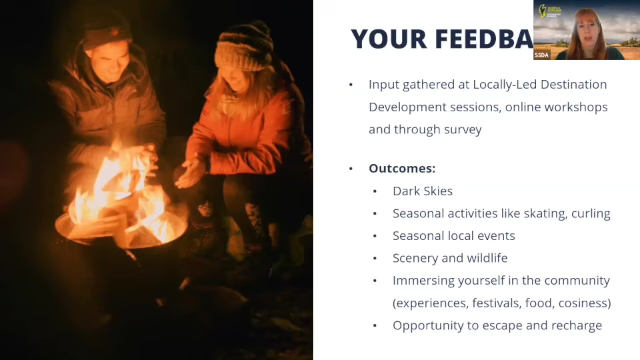 YOUR FEEDBA
SSDA
• Input gathered at Locally-Led Destination
Development sessions, online workshops
and through survey
• Outcomes:
• Dark Skies
• Seasonal activities like skating, curling
• Seasonal local events
• Scenery and wildlife
• Immersing yourself in the community
(experiences, festivals, food, cosiness)
• Opportunity to escape and recharge